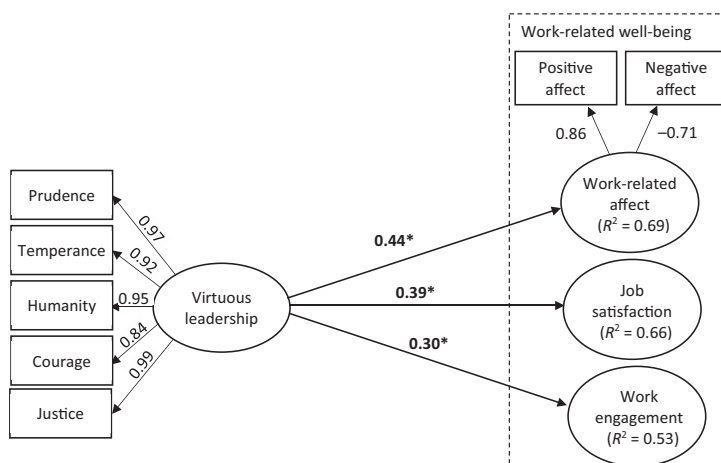 Work-related well-being
Positive
affect
Negative
affect
0.86
−0.71
Work-related
affect
(R² = 0.69)
Prudence
Temperance
Humanity
Courage
Justice
0.97
0.92
0.95
0.84
0.99
Virtuous
leadership
0.44*
0.39*
0.30*
Job
satisfaction
(R² = 0.66)
Work
engagement
(R² = 0.53)